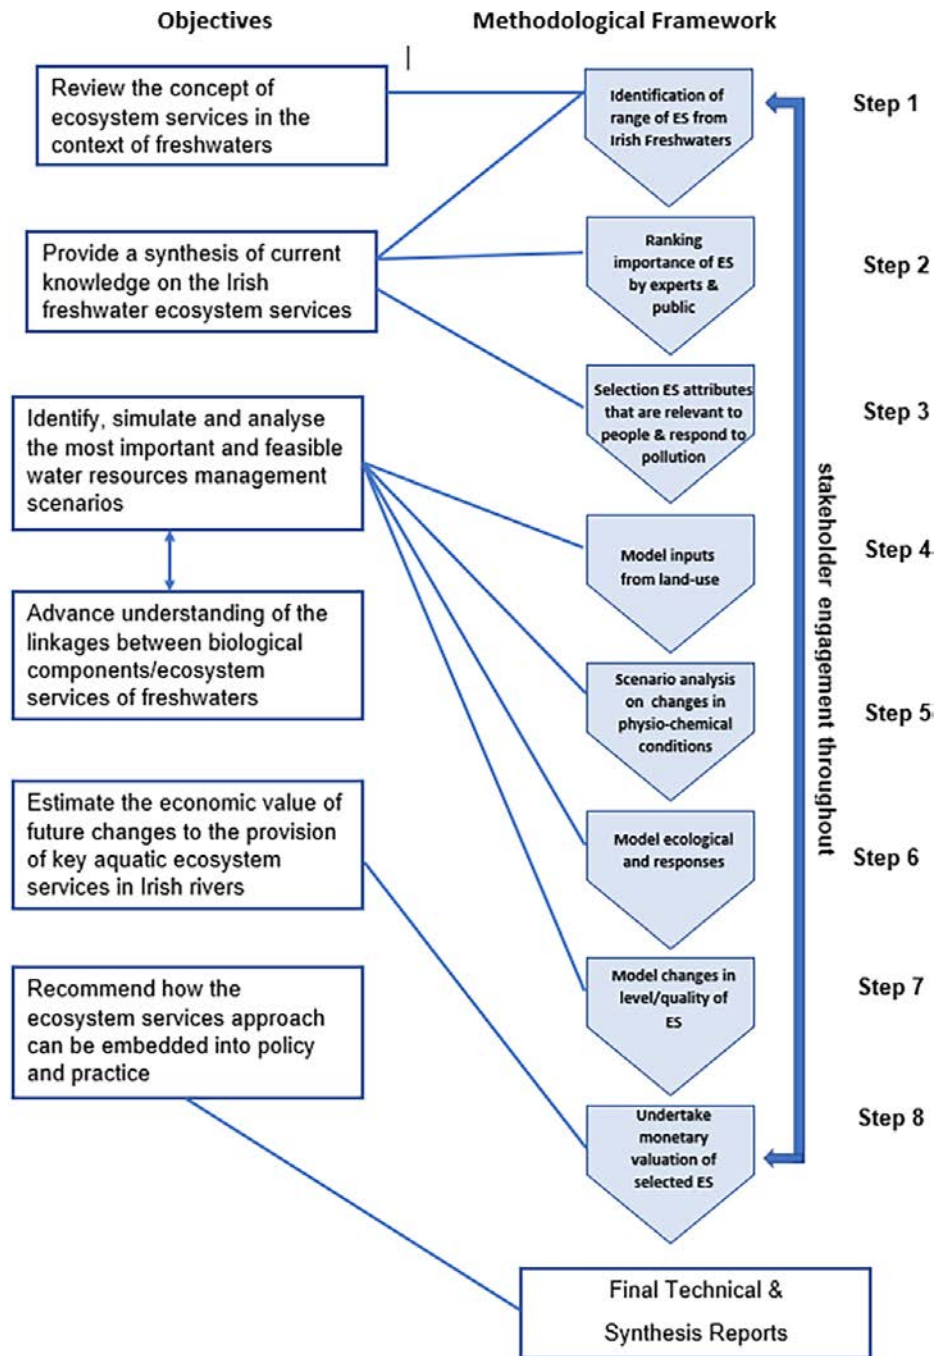 Objectives
Methodological Framework
Review the concept of
ecosystem services in the
context of freshwaters
Identification of
range of ES from
Irish Freshwaters
Step 1
Provide a synthesis of current
knowledge on the Irish
freshwater ecosystem services
Ranking
importance of ES
by experts &
public
Step 2
Selection ES attributes
that are relevant to
people & respond to
pollution
Step 3
Identify, simulate and analyse
the most important and feasible
water resources management
scenarios
Model inputs
from land-use
Step 4
Advance understanding of the
linkages between biological
components/ecosystem
services of freshwaters
Scenario analysis
on changes in
physio-chemical
conditions
Step 5
Estimate the economic value of
future changes to the provision
of key aquatic ecosystem
services in Irish rivers
Model ecological
and responses
Step 6
Recommend how the
ecosystem services approach
can be embedded into policy
and practice
Model changes in
level/quality of
ES
Step 7
Undertake
monetary
valuation of
selected ES
Step 8
stakeholder engagement throughout
Final Technical &
Synthesis Reports